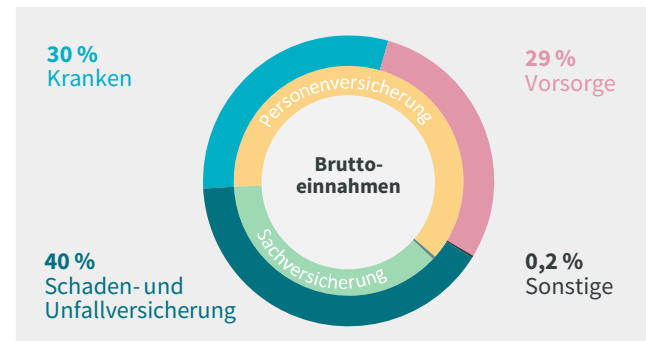 30 %
Kranken
29 %
Vorsorge
Personenversicherung
Brutto-
einnahmen
Sachversicherung
40 %
Schaden- und
Unfallversicherung
0,2 %
Sonstige